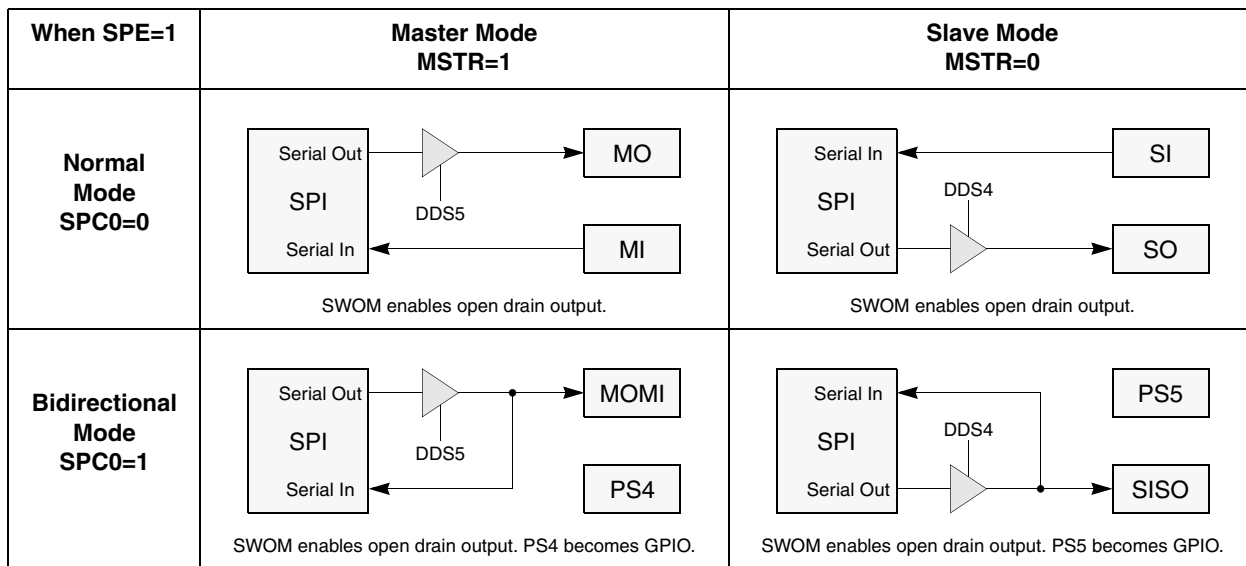 When SPE=1
Master Mode
MSTR=1
Slave Mode
MSTR=0
Normal
Mode
SPC0=0
Serial Out
SPI
Serial In
DDS5
MO
MI
SWOM enables open drain output.
Serial In
SPI
Serial Out
DDS4
SI
SO
SWOM enables open drain output.
Bidirectional
Mode
SPC0=1
Serial Out
SPI
Serial In
DDS5
MOMI
PS4
SWOM enables open drain output. PS4 becomes GPIO.
Serial In
SPI
Serial Out
DDS4
PS5
SISO
SWOM enables open drain output. PS5 becomes GPIO.